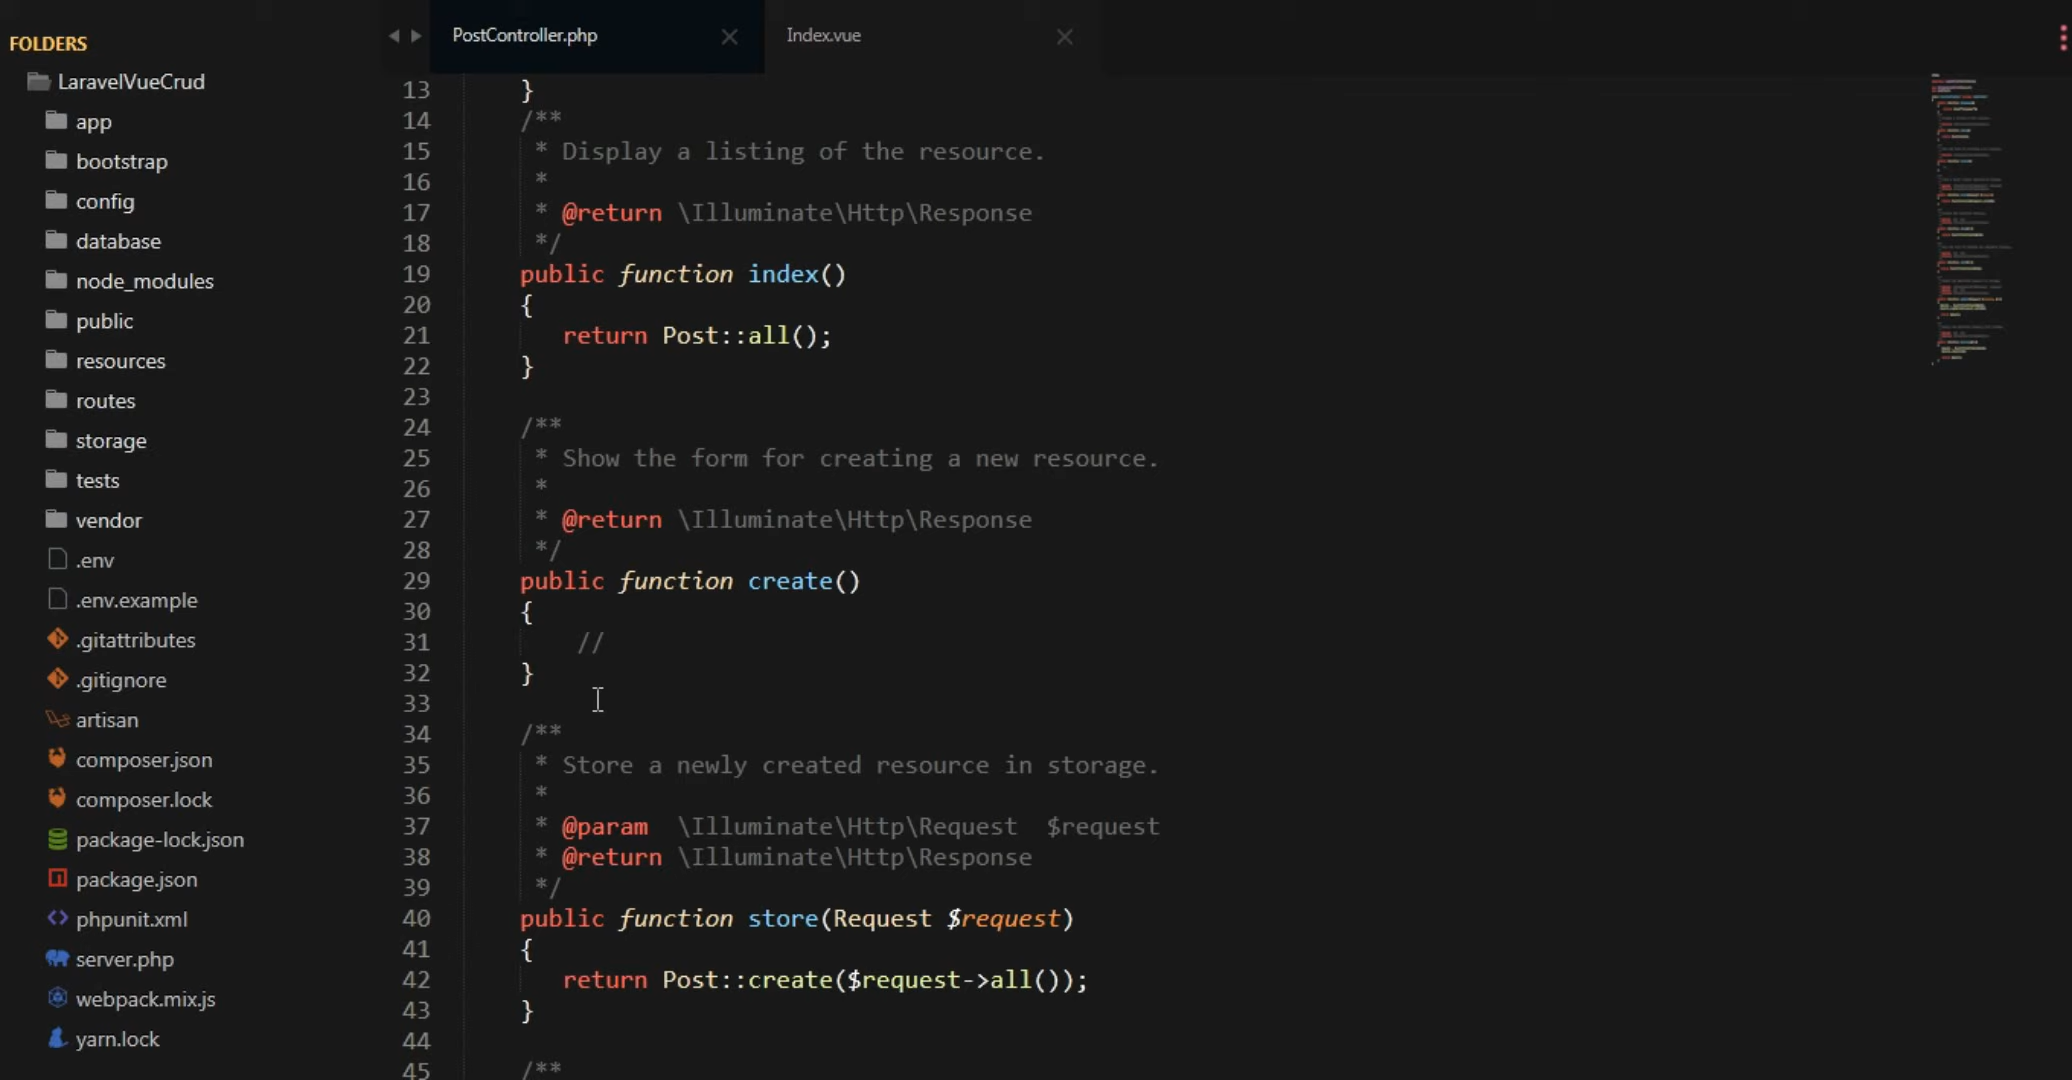 FOLDERS
LaravelVueCrud
app
bootstrap
config
database
node_modules
public
resources
routes
storage
tests
vendor
.env
.env.example
.gitattributes
.gitignore
artisan
composer.json
composer.lock
package-lock.json
package.json
phpunit.xml
server.php
webpack.mix.js
yarn.lock
PostController.php
Index.vue
13 }
14 /**
15 * Display a listing of the resource.
16 *
17 * @return \Illuminate\Http\Response
18 */
19 public function index()
20 {
21 return Post::all();
22 }
23
24 /**
25 * Show the form for creating a new resource.
26 *
27 * @return \Illuminate\Http\Response
28 */
29 public function create()
30 {
31 //
32 }
33
34 /**
35 * Store a newly created resource in storage.
36 *
37 * @param \Illuminate\Http\Request $request
38 * @return \Illuminate\Http\Response
39 */
40 public function store(Request $request)
41 {
42 return Post::create($request->all());
43 }
44
45 /**